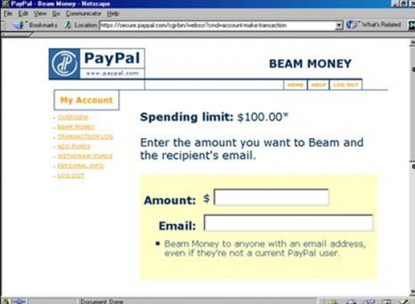 PayPal - Beam Money - Netscape
File Edit View Go Communicator Help
Bookmarks Location: https://secure.paypal.com/cgi-bin/webscr?cmd=account-make-transaction What's Related
PayPal
www.paypal.com
BEAM MONEY
HOME HELP LOG OUT
My Account
OVERVIEW
BEAM MONEY
TRANSACTION LOG
ADD FUNDS
WITHDRAW FUNDS
PERSONAL INFO
LOG OUT
Spending limit: $100.00*
Enter the amount you want to Beam and
the recipient's email.
Amount: $
Email:
Beam Money to anyone with an email address,
even if they're not a current PayPal user.
Document: Done